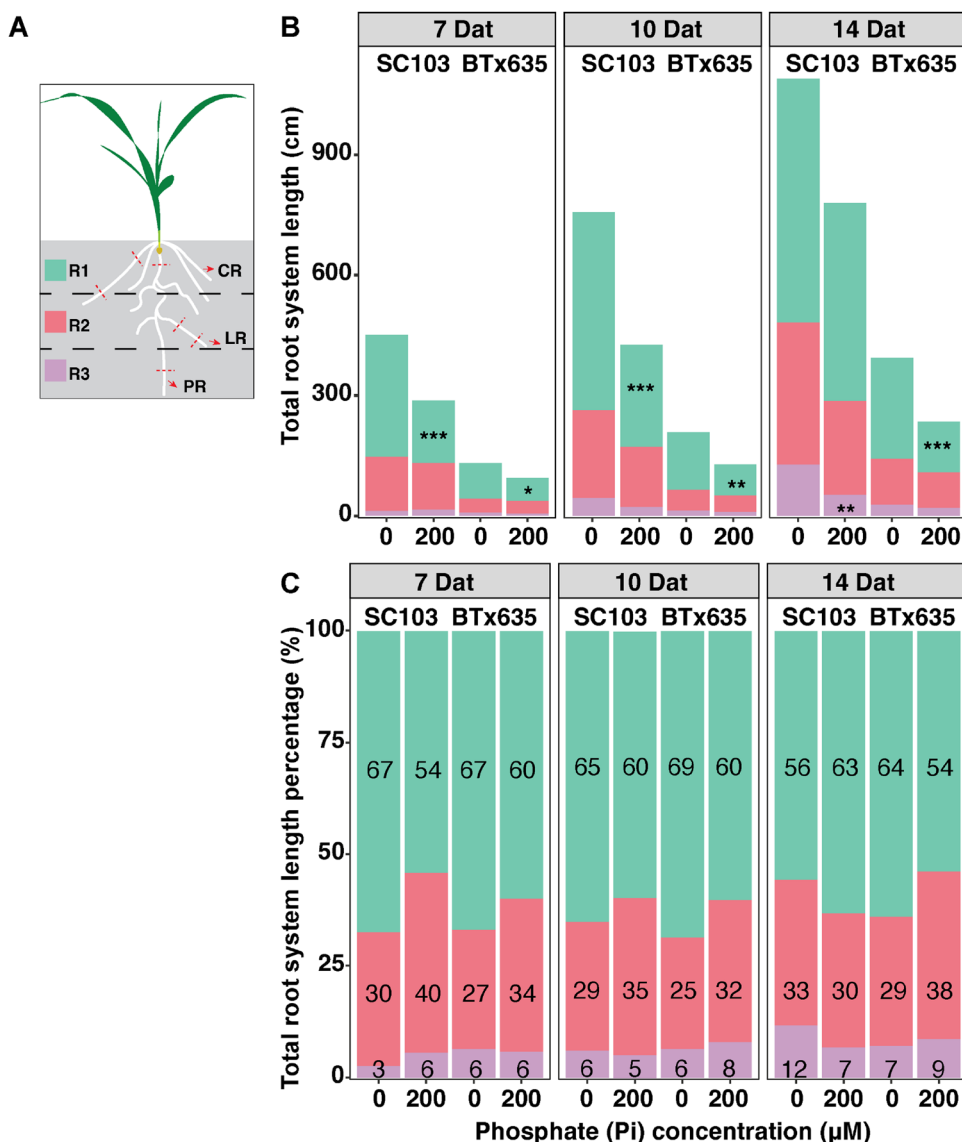 A
R1
R2
R3
CR
LR
PR
B
7 Dat 10 Dat 14 Dat
SC103 BTx635 SC103 BTx635 SC103 BTx635
Total root system length (cm)
900
600
300
0
*** * *** ** ** ***
0 200 0 200 0 200 0 200 0 200 0 200
C
7 Dat 10 Dat 14 Dat
SC103 BTx635 SC103 BTx635 SC103 BTx635
Total root system length percentage (%)
100
75
50
25
0
67 54 67 60 65 60 69 60 56 63 64 54
30 40 27 34 29 35 25 32 33 30 29 38
3 6 6 6 6 5 6 8 12 7 7 9
0 200 0 200 0 200 0 200 0 200 0 200
Phosphate (Pi) concentration (µM)